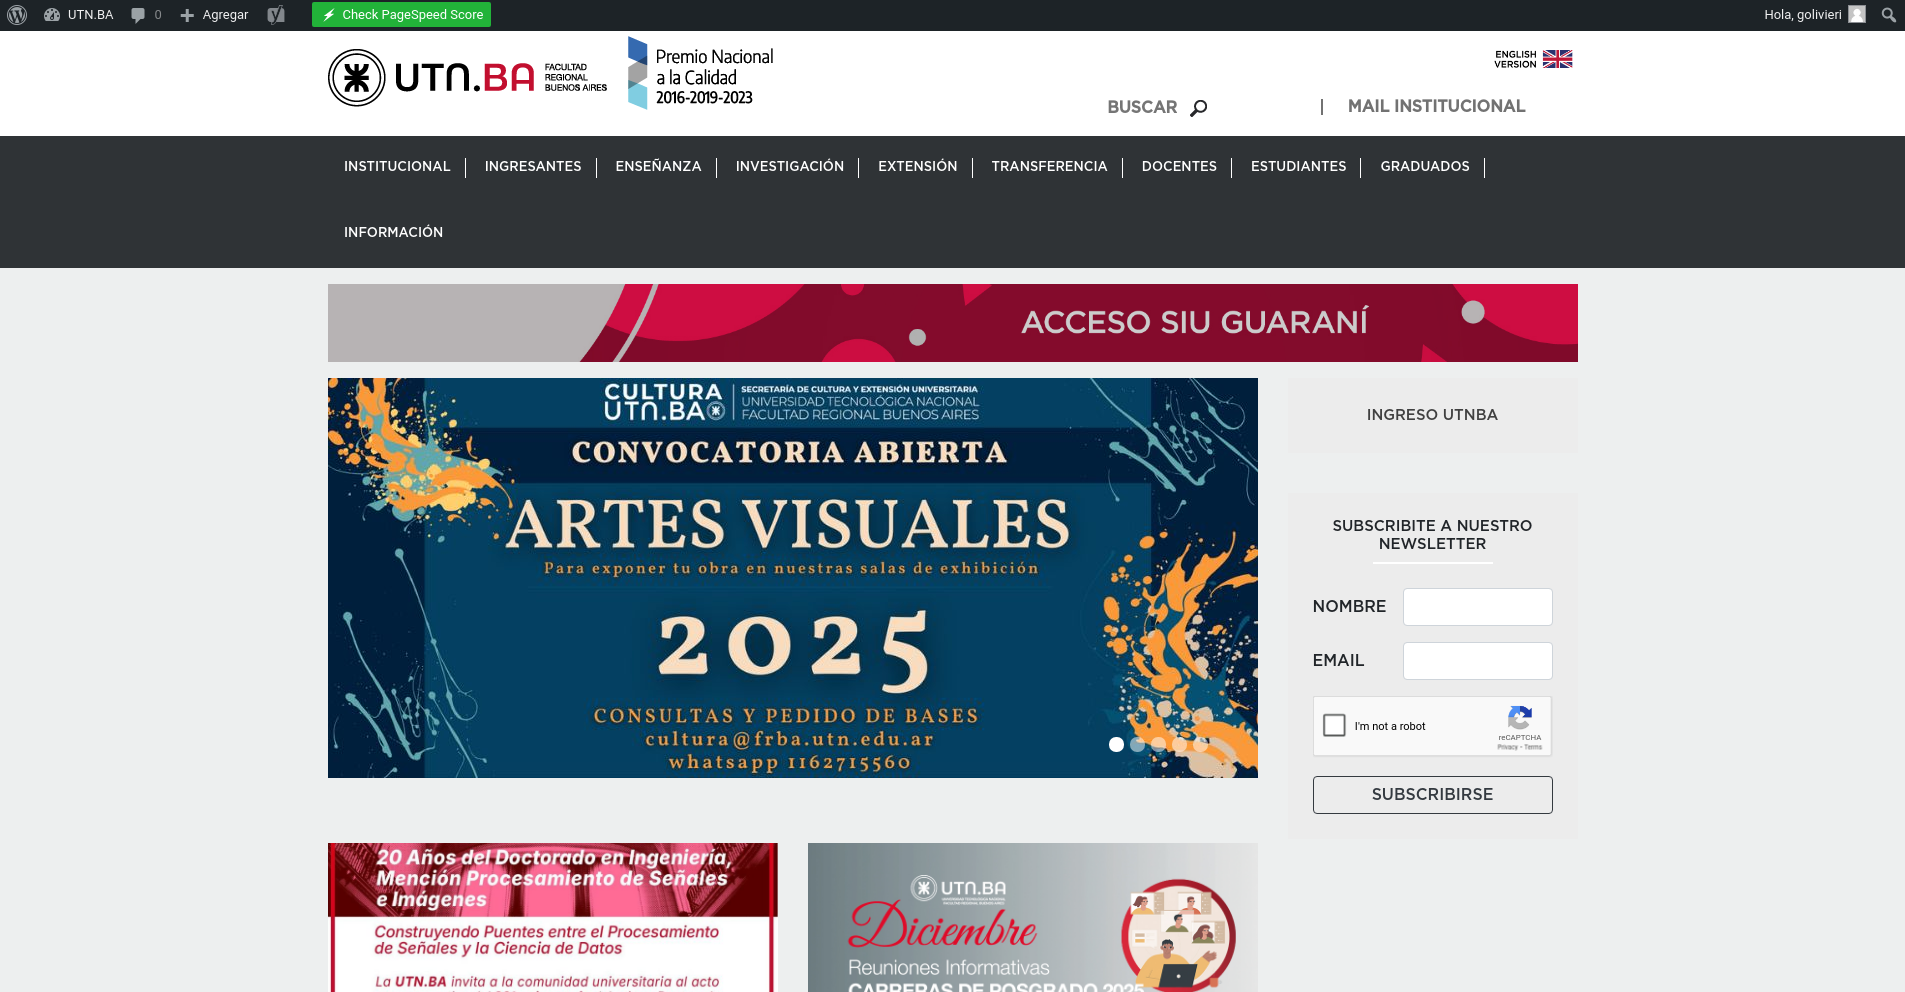 UTN.BA
0
Agregar
Check PageSpeed Score
Hola, golivieri
UTN.BA
FACULTAD
REGIONAL
BUENOS AIRES
Premio Nacional
a la Calidad
2016-2019-2023
ENGLISH
VERSION
BUSCAR
|
MAIL INSTITUCIONAL
INSTITUCIONAL
INGRESANTES
ENSEÑANZA
INVESTIGACIÓN
EXTENSIÓN
TRANSFERENCIA
DOCENTES
ESTUDIANTES
GRADUADOS
INFORMACIÓN
ACCESO SIU GUARANÍ
CULTURA
UTN.BA
SECRETARÍA DE CULTURA Y EXTENSIÓN UNIVERSITARIA
UNIVERSIDAD TECNOLÓGICA NACIONAL
FACULTAD REGIONAL BUENOS AIRES
CONVOCATORIA ABIERTA
ARTES VISUALES
Para exponer tu obra en nuestras salas de exhibición
2025
CONSULTAS Y PEDIDO DE BASES
cultura@frba.utn.edu.ar
whatsapp 1162715560
INGRESO UTNBA
SUBSCRIBITE A NUESTRO
NEWSLETTER
NOMBRE
EMAIL
I'm not a robot
reCAPTCHA
Privacy - Terms
SUBSCRIBIRSE
20 Años del Doctorado en Ingeniería,
Mención Procesamiento de Señales
e Imágenes
Construyendo Puentes entre el Procesamiento
de Señales y la Ciencia de Datos
La UTN.BA invita a la comunidad universitaria al acto
UTN.BA
Diciembre
Reuniones Informativas
CARRERAS DE POSGRADO 2025